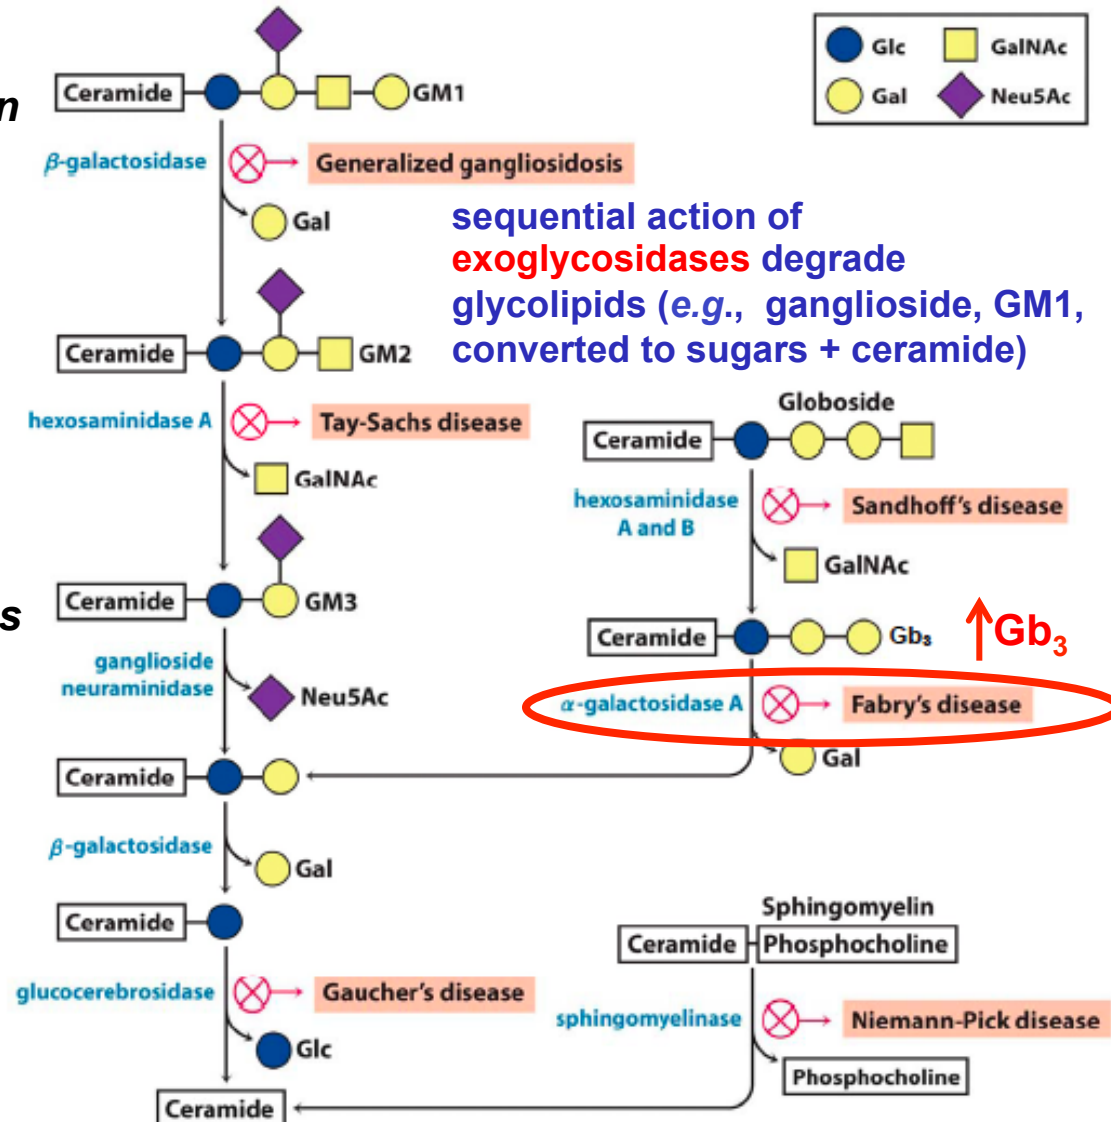 Glc
GalNAc
Gal
Neu5Ac
n
Ceramide
GM1
β-galactosidase
Generalized gangliosidosis
Gal
sequential action of
exoglycosidases degrade
glycolipids (e.g., ganglioside, GM1,
converted to sugars + ceramide)
Ceramide
GM2
hexosaminidase A
Tay-Sachs disease
GalNAc
Ceramide
GM3
s
ganglioside
neuraminidase
Neu5Ac
Ceramide
β-galactosidase
Gal
Ceramide
glucocerebrosidase
Gaucher's disease
Glc
Ceramide
Globoside
Ceramide
hexosaminidase
A and B
Sandhoff's disease
GalNAc
Ceramide
Gb₃
↑Gb₃
α-galactosidase A
Fabry's disease
Gal
Sphingomyelin
Ceramide
Phosphocholine
sphingomyelinase
Niemann-Pick disease
Phosphocholine